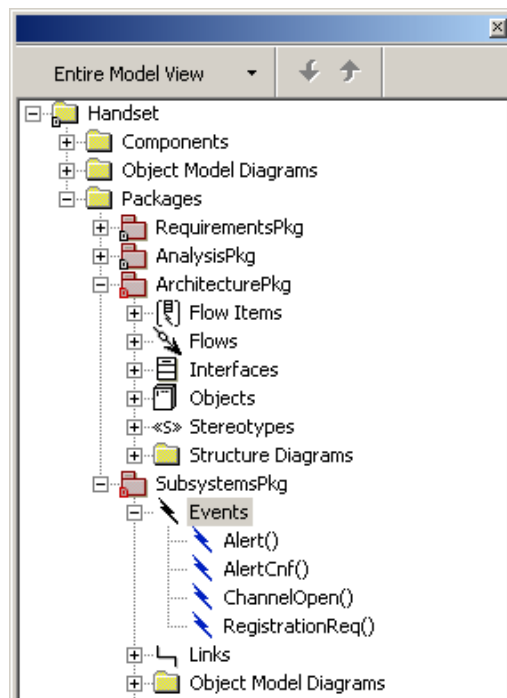 Entire Model View
Handset
Components
Object Model Diagrams
Packages
RequirementsPkg
AnalysisPkg
ArchitecturePkg
Flow Items
Flows
Interfaces
Objects
«S» Stereotypes
Structure Diagrams
SubsystemsPkg
Events
Alert()
AlertCnf()
ChannelOpen()
RegistrationReq()
Links
Object Model Diagrams